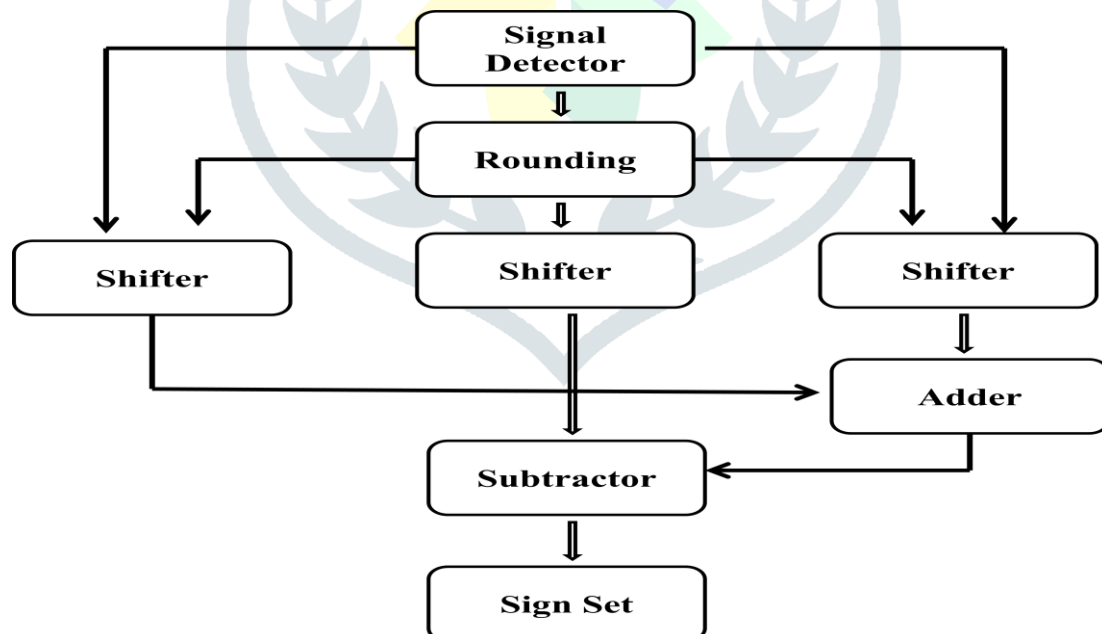 Signal
Detector
Rounding
Shifter
Shifter
Shifter
Adder
Subtractor
Sign Set